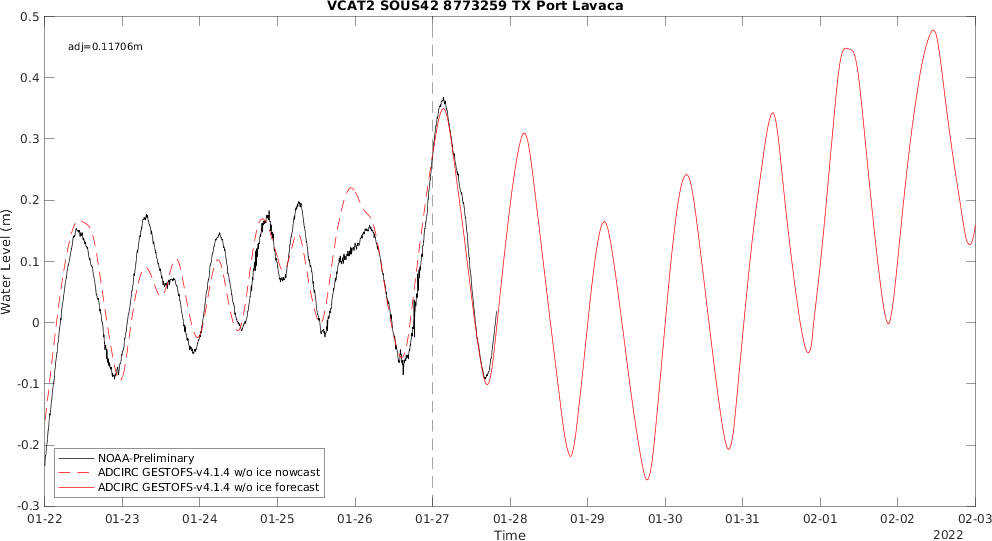 VCAT2 SOUS42 8773259 TX Port Lavaca
adj=0.11706m
0.5
0.4
0.3
0.2
0.1
0
-0.1
-0.2
-0.3
Water Level (m)
NOAA-Preliminary
ADCIRC GESTOFS-v4.1.4 w/o ice nowcast
ADCIRC GESTOFS-v4.1.4 w/o ice forecast
01-22 01-23 01-24 01-25 01-26 01-27 01-28 01-29 01-30 01-31 02-01 02-02 02-03
Time
2022